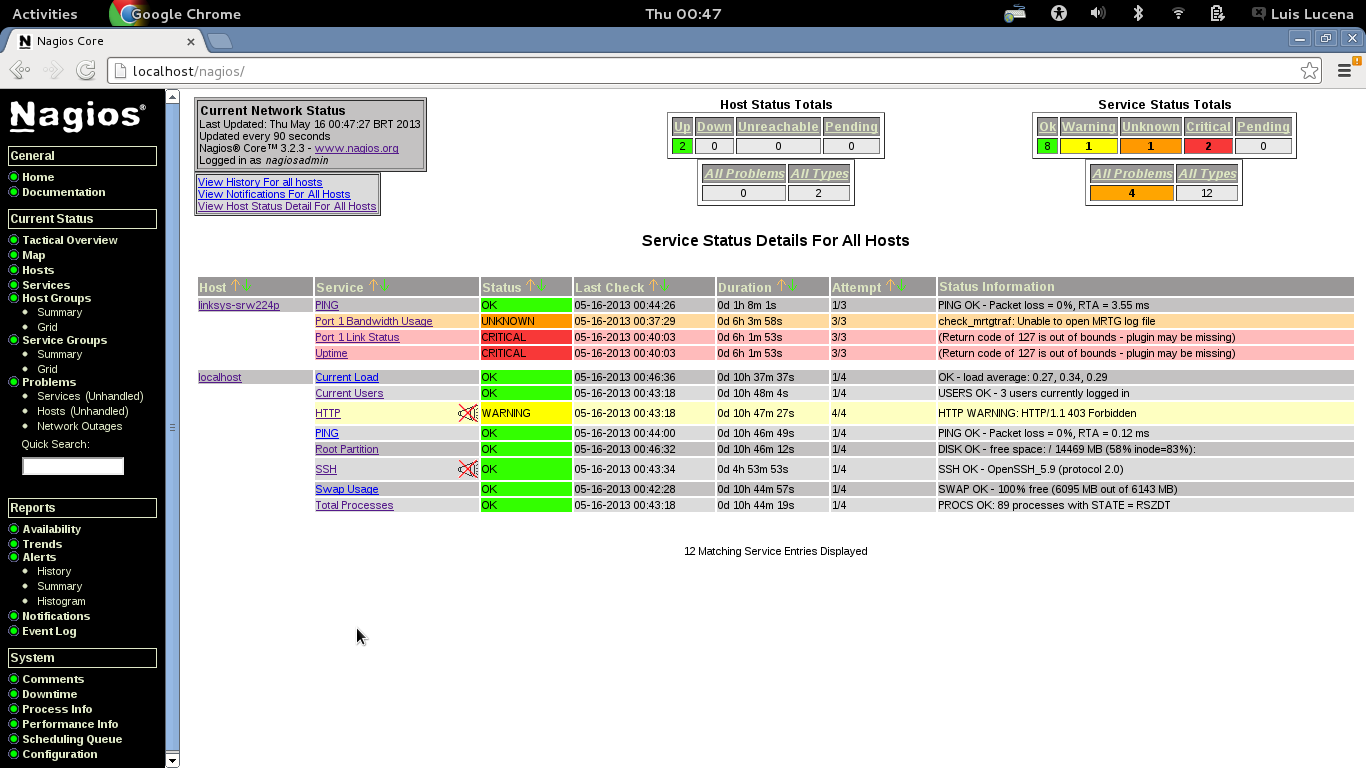 Activities Google Chrome Thu 00:47 Luis Lucena
Nagios Core
localhost/nagios/
Nagios®
General
Home
Documentation
Current Status
Tactical Overview
Map
Hosts
Services
Host Groups
Summary
Grid
Service Groups
Summary
Grid
Problems
Services (Unhandled)
Hosts (Unhandled)
Network Outages
Quick Search:
Reports
Availability
Trends
Alerts
History
Summary
Histogram
Notifications
Event Log
System
Comments
Downtime
Process Info
Performance Info
Scheduling Queue
Configuration
Current Network Status
Last Updated: Thu May 16 00:47:27 BRT 2013
Updated every 90 seconds
Nagios® Core™ 3.2.3 - www.nagios.org
Logged in as nagiosadmin
View History For all hosts
View Notifications For All Hosts
View Host Status Detail For All Hosts
Host Status Totals
Up Down Unreachable Pending
2 0 0 0
All Problems All Types
0 2
Service Status Totals
Ok Warning Unknown Critical Pending
8 1 1 2 0
All Problems All Types
4 12
Service Status Details For All Hosts
Host Service Status Last Check Duration Attempt Status Information
linksys-srw224p PING OK 05-16-2013 00:44:26 0d 1h 8m 1s 1/3 PING OK - Packet loss = 0%, RTA = 3.55 ms
Port 1 Bandwidth Usage UNKNOWN 05-16-2013 00:37:29 0d 6h 3m 58s 3/3 check_mrtgtraf: Unable to open MRTG log file
Port 1 Link Status CRITICAL 05-16-2013 00:40:03 0d 6h 1m 53s 3/3 (Return code of 127 is out of bounds - plugin may be missing)
Uptime CRITICAL 05-16-2013 00:40:03 0d 6h 1m 53s 3/3 (Return code of 127 is out of bounds - plugin may be missing)
localhost Current Load OK 05-16-2013 00:46:36 0d 10h 37m 37s 1/4 OK - load average: 0.27, 0.34, 0.29
Current Users OK 05-16-2013 00:43:18 0d 10h 48m 4s 1/4 USERS OK - 3 users currently logged in
HTTP WARNING 05-16-2013 00:43:18 0d 10h 47m 27s 4/4 HTTP WARNING: HTTP/1.1 403 Forbidden
PING OK 05-16-2013 00:44:00 0d 10h 46m 49s 1/4 PING OK - Packet loss = 0%, RTA = 0.12 ms
Root Partition OK 05-16-2013 00:46:32 0d 10h 46m 12s 1/4 DISK OK - free space: / 14469 MB (58% inode=83%):
SSH OK 05-16-2013 00:43:34 0d 4h 53m 53s 1/4 SSH OK - OpenSSH_5.9 (protocol 2.0)
Swap Usage OK 05-16-2013 00:42:28 0d 10h 44m 57s 1/4 SWAP OK - 100% free (6095 MB out of 6143 MB)
Total Processes OK 05-16-2013 00:43:18 0d 10h 44m 19s 1/4 PROCS OK: 89 processes with STATE = RSZDT
12 Matching Service Entries Displayed